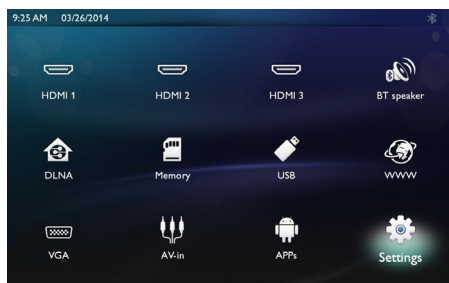 9:25 AM 03/26/2014
HDMI 1 HDMI 2 HDMI 3 BT speaker
DLNA Memory USB WWW
VGA AV-in APPs Settings